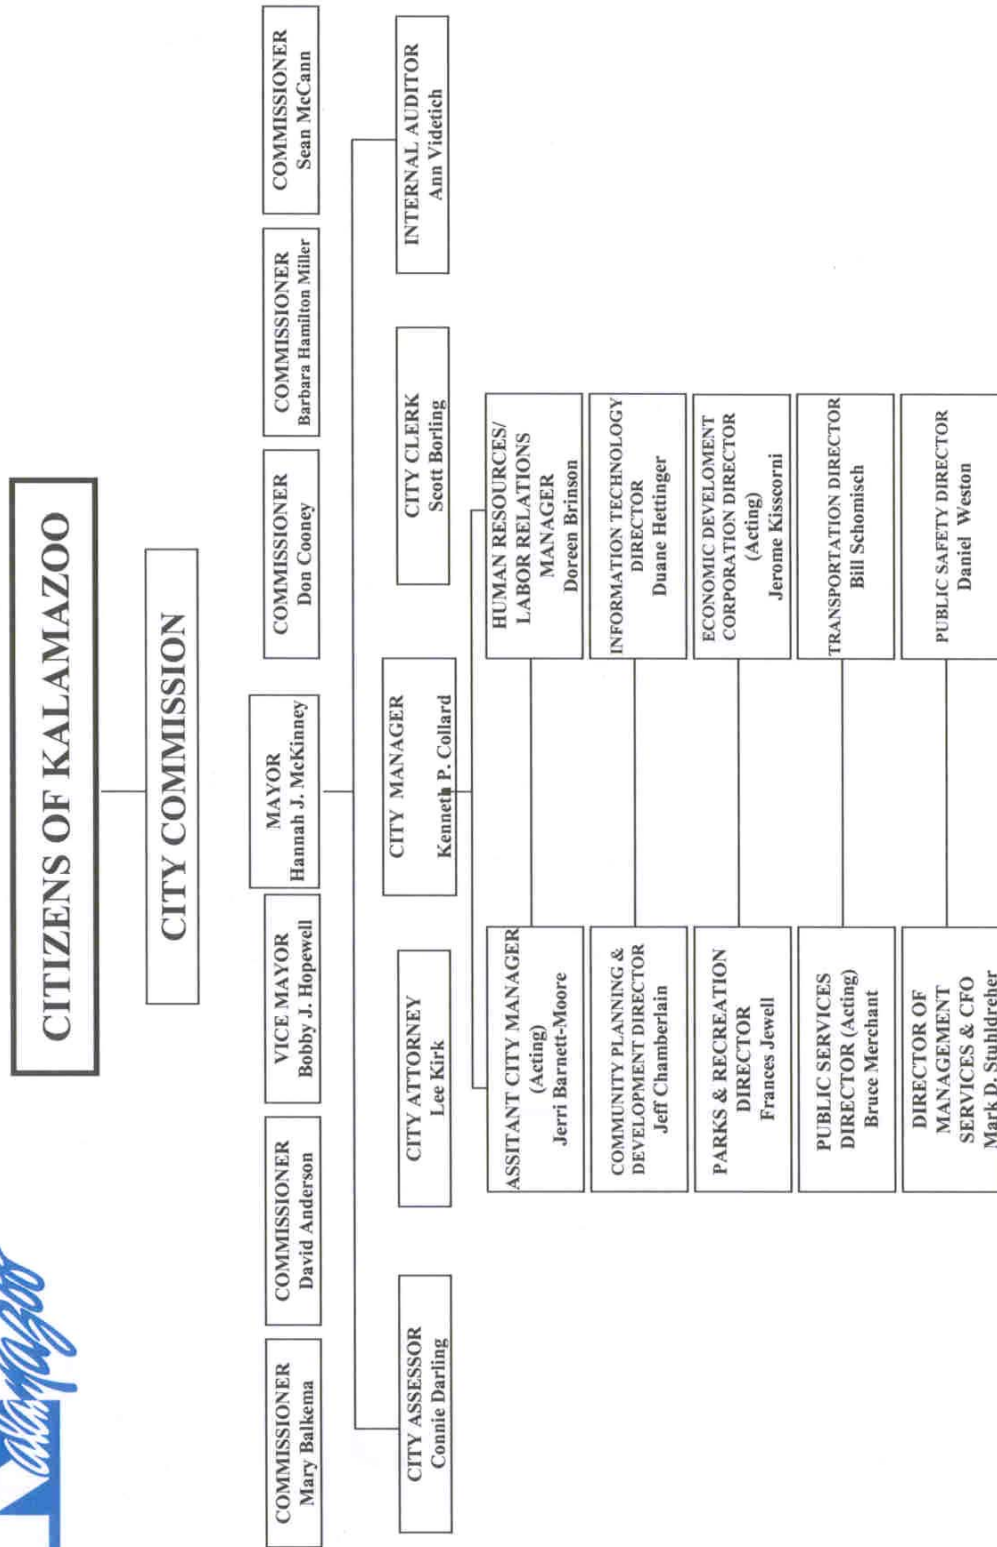 Kalamazoo
CITIZENS OF KALAMAZOO
CITY COMMISSION
COMMISSIONER
Mary Balkema
COMMISSIONER
David Anderson
VICE MAYOR
Bobby J. Hopewell
MAYOR
Hannah J. McKinney
COMMISSIONER
Don Cooney
COMMISSIONER
Barbara Hamilton Miller
COMMISSIONER
Sean McCann
CITY ASSESSOR
Connie Darling
CITY ATTORNEY
Lee Kirk
CITY MANAGER
Kenneth P. Collard
CITY CLERK
Scott Borling
INTERNAL AUDITOR
Ann Videtich
ASSITANT CITY MANAGER
(Acting)
Jerri Barnett-Moore
HUMAN RESOURCES/
LABOR RELATIONS
MANAGER
Doreen Brinson
COMMUNITY PLANNING &
DEVELOPMENT DIRECTOR
Jeff Chamberlain
INFORMATION TECHNOLOGY
DIRECTOR
Duane Hettinger
PARKS & RECREATION
DIRECTOR
Frances Jewell
ECONOMIC DEVELOMENT
CORPORATION DIRECTOR
(Acting)
Jerome Kisscorni
PUBLIC SERVICES
DIRECTOR (Acting)
Bruce Merchant
TRANSPORTATION DIRECTOR
Bill Schomisch
DIRECTOR OF
MANAGEMENT
SERVICES & CFO
Mark D. Stuhldreher
PUBLIC SAFETY DIRECTOR
Daniel Weston